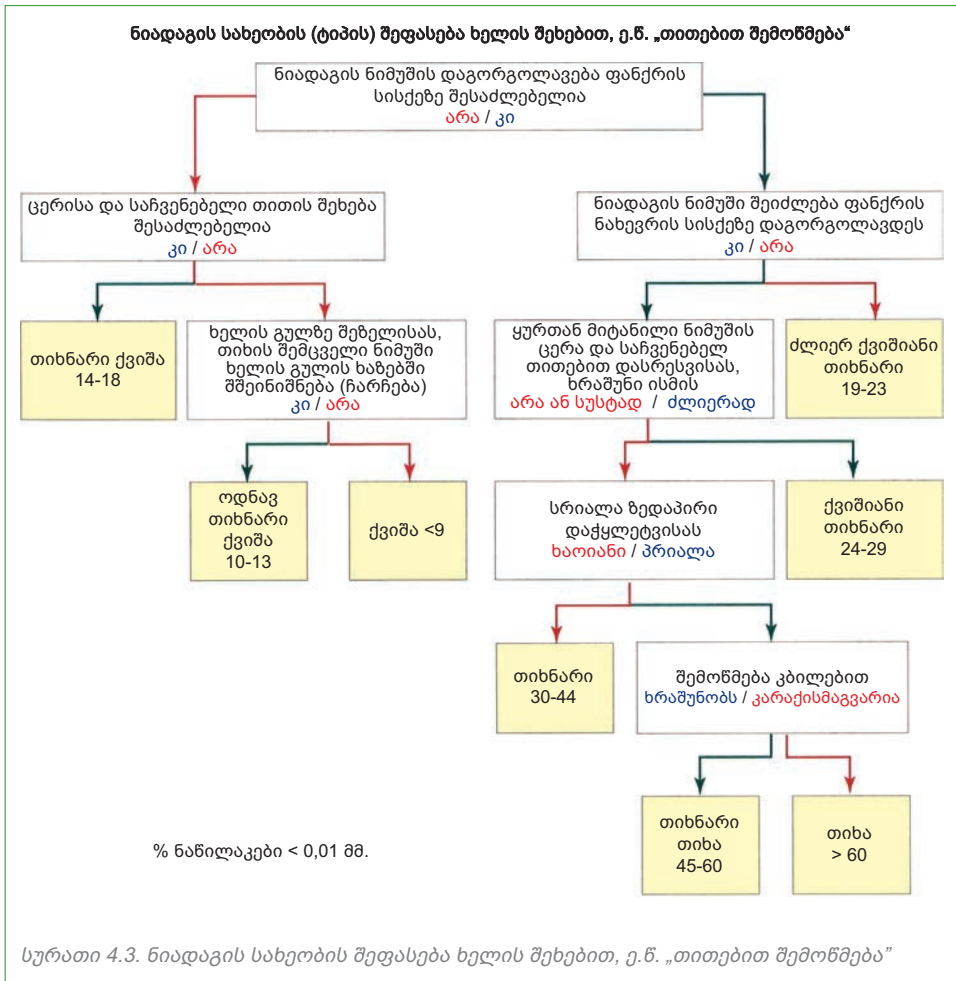 ნიადაგის სახეობის (ტიპის) შეფასება ხელის შეხებით, ე.წ. „თითებით შემოწმება“
ნიადაგის ნიმუშის დაგორგოლავება ფანქრის
სისქეზე შესაძლებელია
არა / კი
ცერისა და საჩვენებელი თითის შეხება
შესაძლებელია
კი / არა
ნიადაგის ნიმუში შეიძლება ფანქრის
ნახევრის სისქეზე დაგორგოლავდეს
კი / არა
თიხნარი ქვიშა
14-18
ხელის გულზე შეზელისას,
თიხის შემცველი ნიმუში
ხელის გულის ხაზებში
შშეინიშნება (ჩარჩება)
კი / არა
ყურთან მიტანილი ნიმუშის
ცერა და საჩვენებელ
თითებით დასრესვისას,
ხრაშუნი ისმის
არა ან სუსტად / ძლიერად
ძლიერ ქვიშიანი
თიხნარი
19-23
ოდნავ
თიხნარი
ქვიშა
10-13
ქვიშა <9
სრიალა ზედაპირი
დაჭყლეტვისას
ხაოიანი / პრიალა
ქვიშიანი
თიხნარი
24-29
თიხნარი
30-44
შემოწმება კბილებით
ხრაშუნობს / კარაქისმაგვარია
თიხნარი
თიხა
45-60
თიხა
> 60
% ნაწილაკები < 0,01 მმ.
სურათი 4.3. ნიადაგის სახეობის შეფასება ხელის შეხებით, ე.წ. „თითებით შემოწმება”